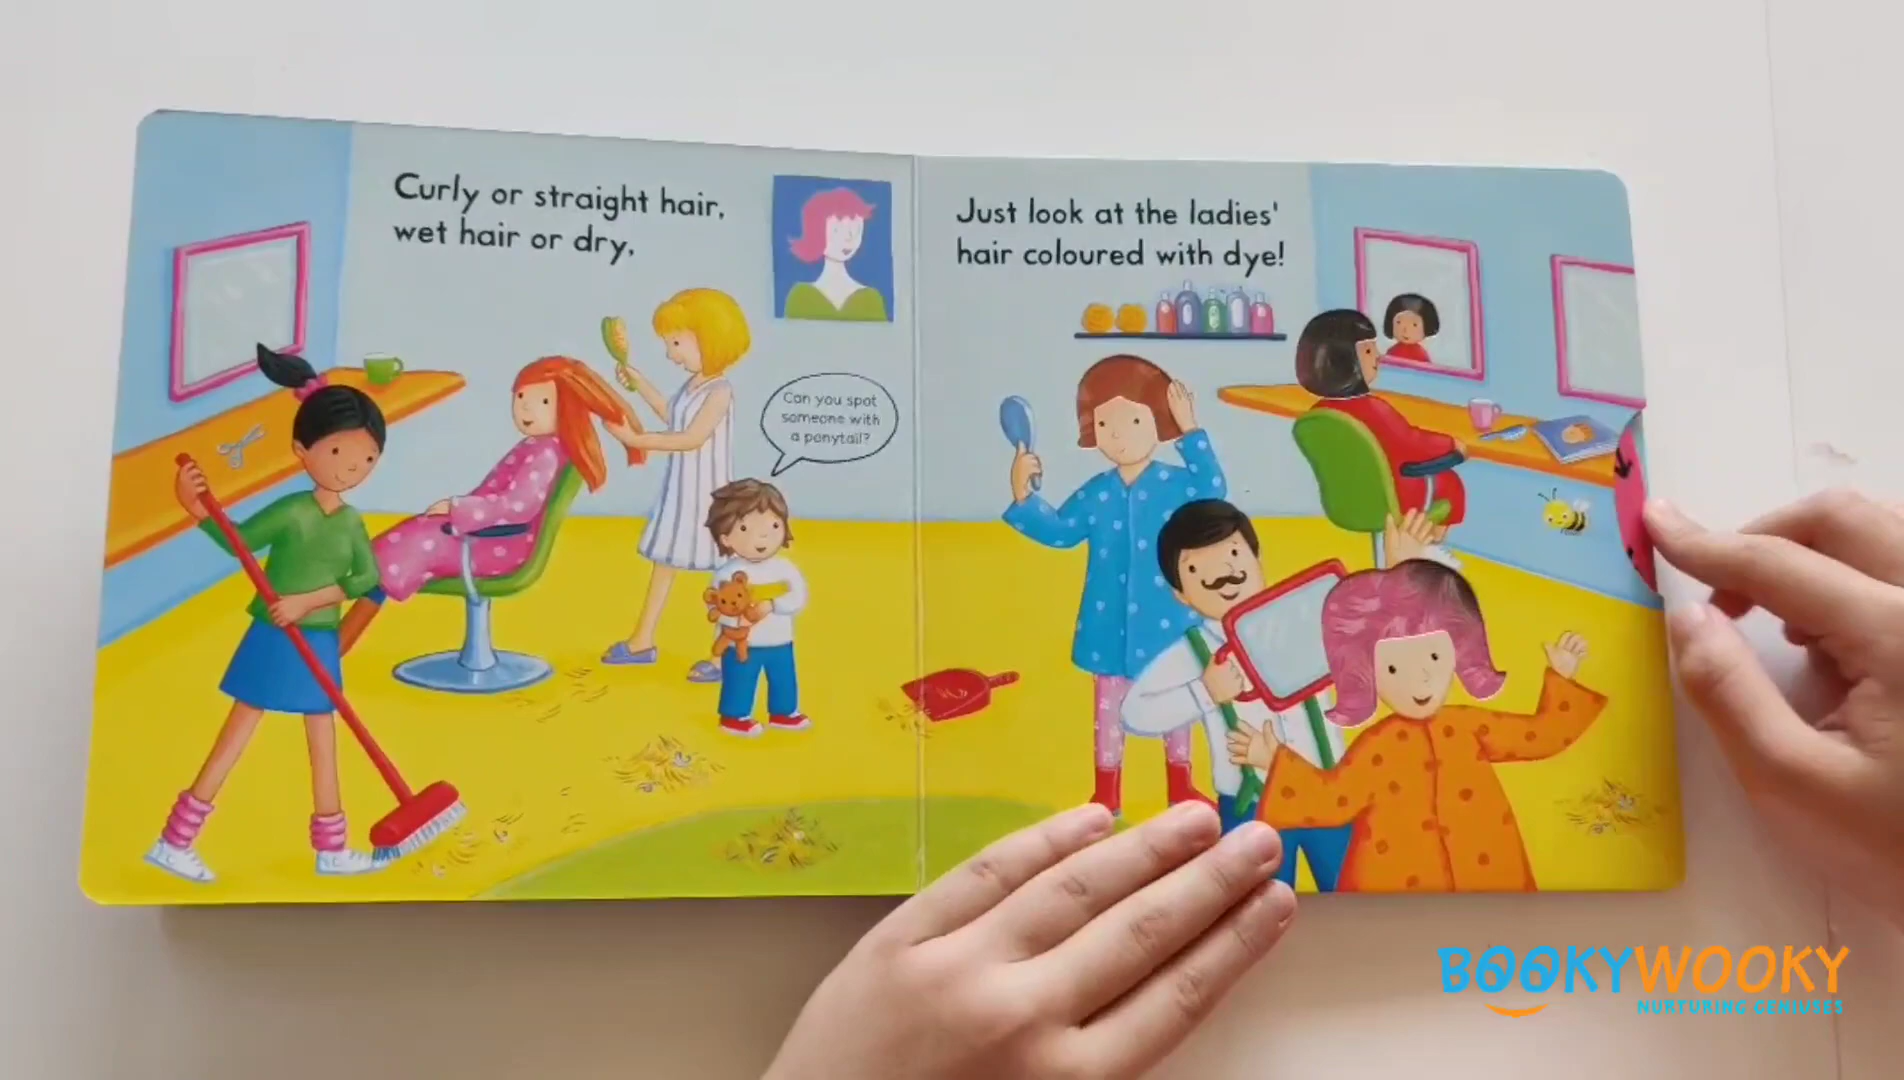 Curly or straight hair,
wet hair or dry,
Can you spot
someone with
a ponytail?
Just look at the ladies'
hair coloured with dye!
BOOKYWOOKY
NURTURING GENIUSES